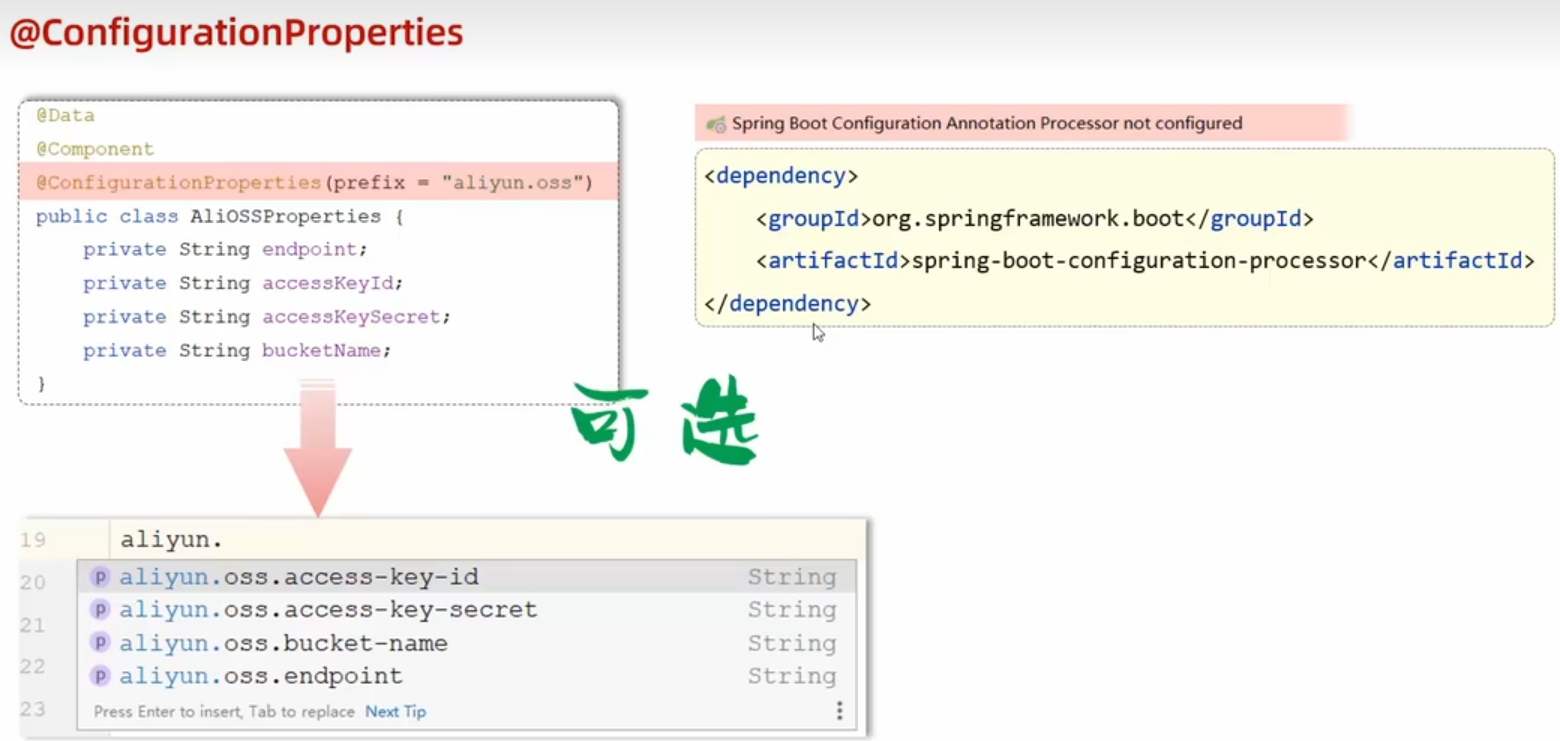 @ConfigurationProperties
@Data
@Component
@ConfigurationProperties(prefix = "aliyun.oss")
public class AliOSSProperties {
    private String endpoint;
    private String accessKeyId;
    private String accessKeySecret;
    private String bucketName;
}
Spring Boot Configuration Annotation Processor not configured
<dependency>
    <groupId>org.springframework.boot</groupId>
    <artifactId>spring-boot-configuration-processor</artifactId>
</dependency>
可选
19 aliyun.
20 p aliyun.oss.access-key-id String
p aliyun.oss.access-key-secret String
21 p aliyun.oss.bucket-name String
22 p aliyun.oss.endpoint String
23 Press Enter to insert, Tab to replace Next Tip